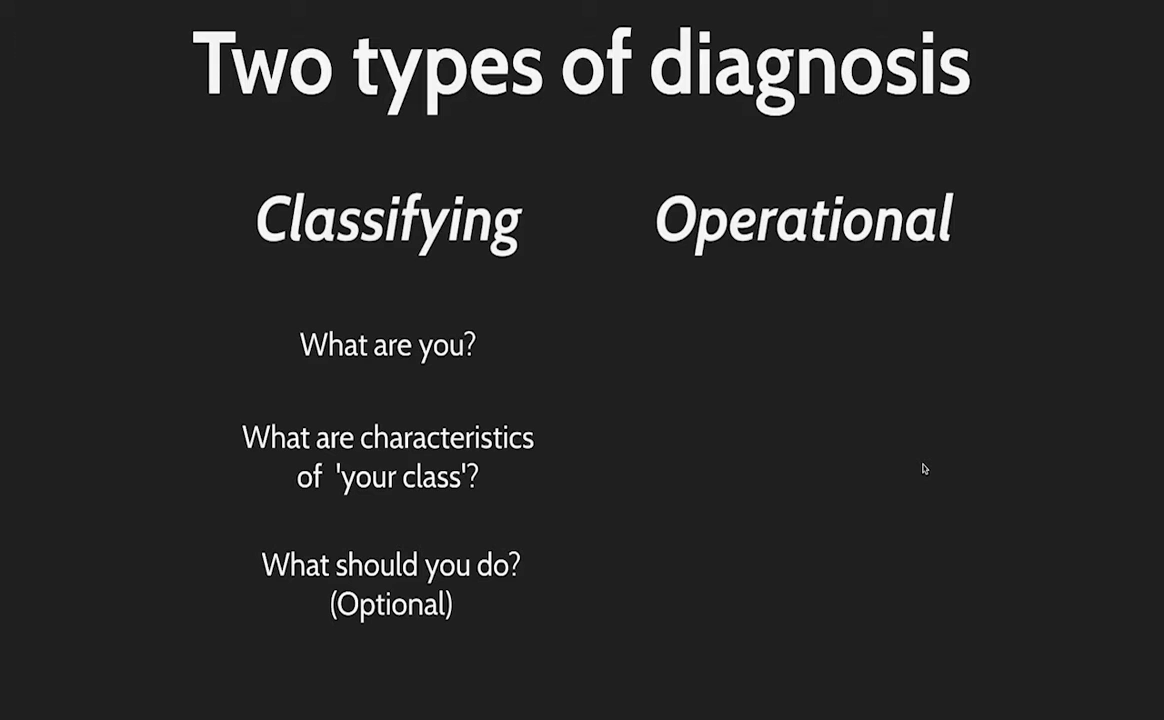 Two types of diagnosis
Classifying
Operational
What are you?
What are characteristics
of 'your class'?
What should you do?
(Optional)